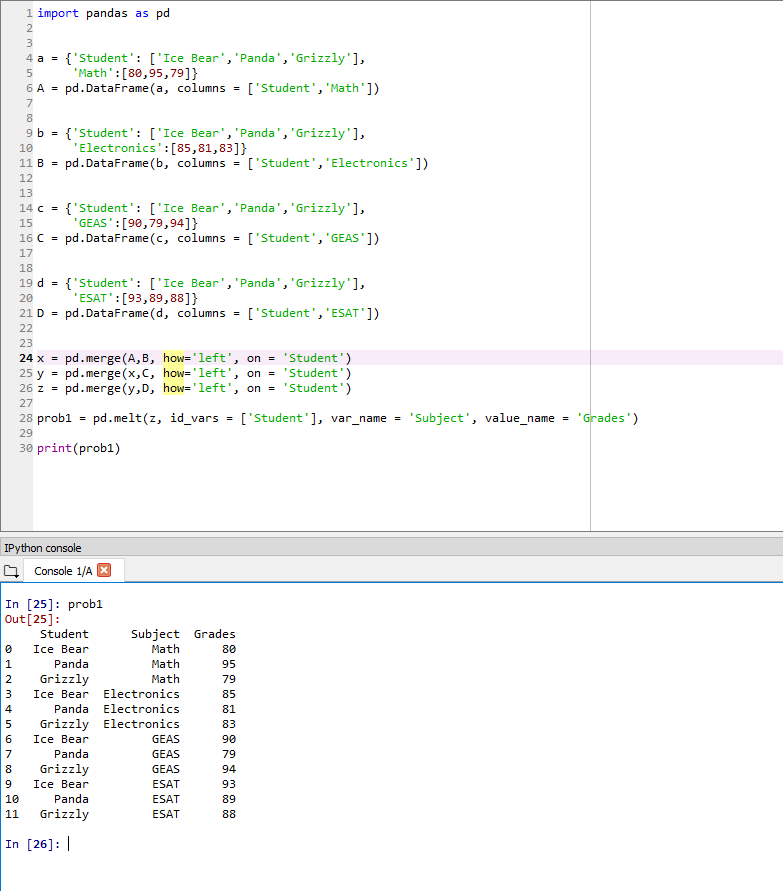 1 import pandas as pd
2
3
4 a = {'Student': ['Ice Bear','Panda','Grizzly'],
5      'Math':[80,95,79]}
6 A = pd.DataFrame(a, columns = ['Student','Math'])
7
8
9 b = {'Student': ['Ice Bear','Panda','Grizzly'],
10      'Electronics':[85,81,83]}
11 B = pd.DataFrame(b, columns = ['Student','Electronics'])
12
13
14 c = {'Student': ['Ice Bear','Panda','Grizzly'],
15      'GEAS':[90,79,94]}
16 C = pd.DataFrame(c, columns = ['Student','GEAS'])
17
18
19 d = {'Student': ['Ice Bear','Panda','Grizzly'],
20      'ESAT':[93,89,88]}
21 D = pd.DataFrame(d, columns = ['Student','ESAT'])
22
23
24 x = pd.merge(A,B, how='left', on = 'Student')
25 y = pd.merge(x,C, how='left', on = 'Student')
26 z = pd.merge(y,D, how='left', on = 'Student')
27
28 prob1 = pd.melt(z, id_vars = ['Student'], var_name = 'Subject', value_name = 'Grades')
29
30 print(prob1)
IPython console
Console 1/A
In [25]: prob1
Out[25]:
     Student      Subject  Grades
0   Ice Bear         Math      80
1      Panda         Math      95
2    Grizzly         Math      79
3   Ice Bear  Electronics      85
4      Panda  Electronics      81
5    Grizzly  Electronics      83
6   Ice Bear         GEAS      90
7      Panda         GEAS      79
8    Grizzly         GEAS      94
9   Ice Bear         ESAT      93
10     Panda         ESAT      89
11   Grizzly         ESAT      88
In [26]: